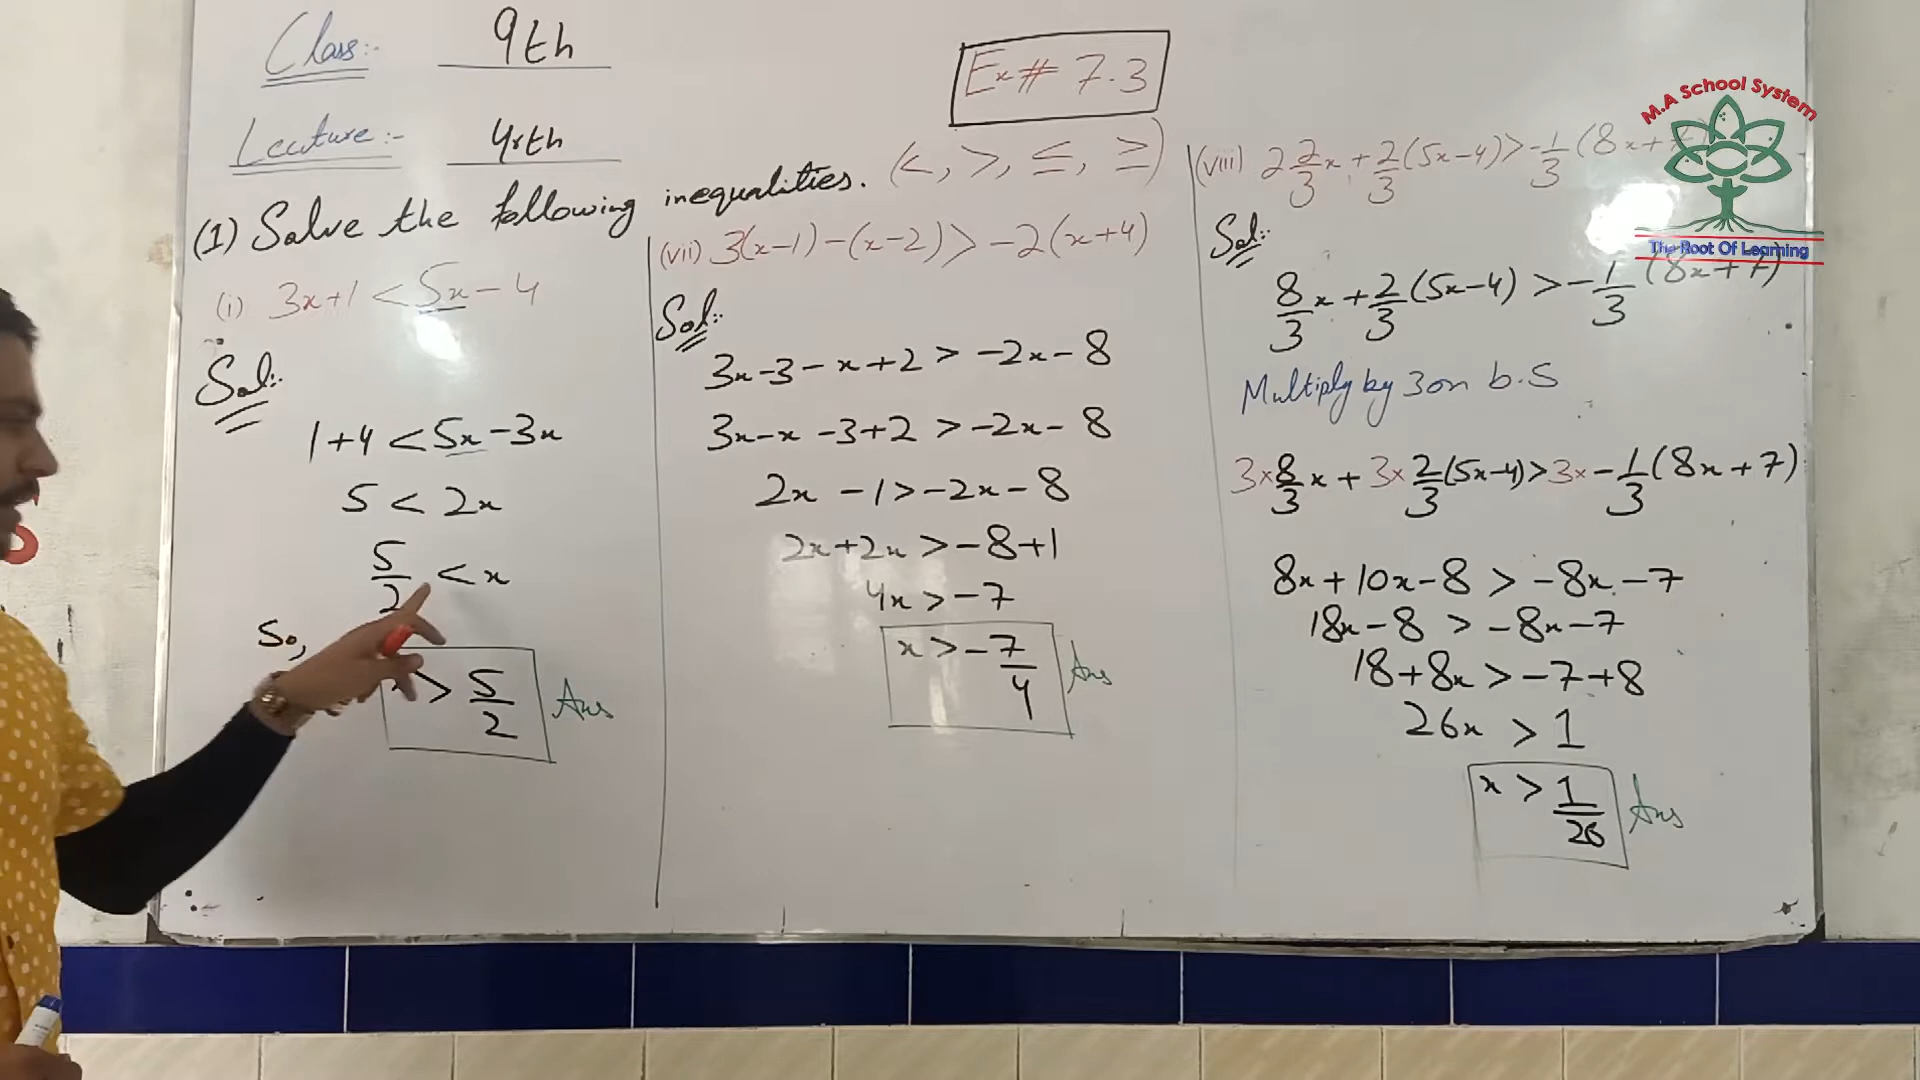 Class:- 9th
Lecture:- 4rth
Ex# 7.3
(1) Solve the following inequalities. (<, >, ≤, ≥)
(i) 3x+1 < 5x - 4
Sol:-
1+4 < 5x - 3x
5 < 2x
5/2 < x
So,
> 5/2 Ans
(vii) 3(x-1) - (x-2) > -2(x+4)
Sol:-
3x-3-x+2 > -2x-8
3x-x-3+2 > -2x-8
2x-1 > -2x-8
2x+2x > -8+1
4x > -7
x > -7/4 Ans
(viii) 2 2/3 x + 2/3 (5x-4) > -1/3 (8x+7)
Sol:-
8/3 x + 2/3 (5x-4) > -1/3 (8x+7)
Multiply by 3 on b.S
3× 8/3 x + 3× 2/3 (5x-4) > 3× -1/3 (8x+7)
8x+10x-8 > -8x-7
18x-8 > -8x-7
18+8x > -7+8
26x > 1
x > 1/26 Ans
M.A School System
The Root Of Learning